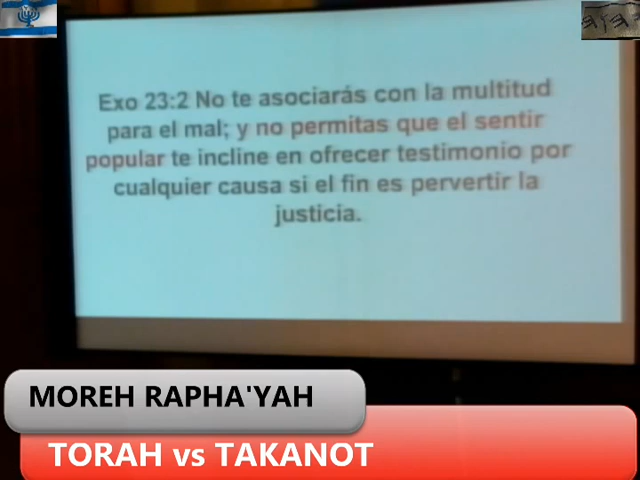 Exo 23:2 No te asociarás con la multitud
para el mal; y no permitas que el sentir
popular te incline en ofrecer testimonio por
cualquier causa si el fin es pervertir la
justicia.
MOREH RAPHA'YAH
TORAH vs TAKANOT